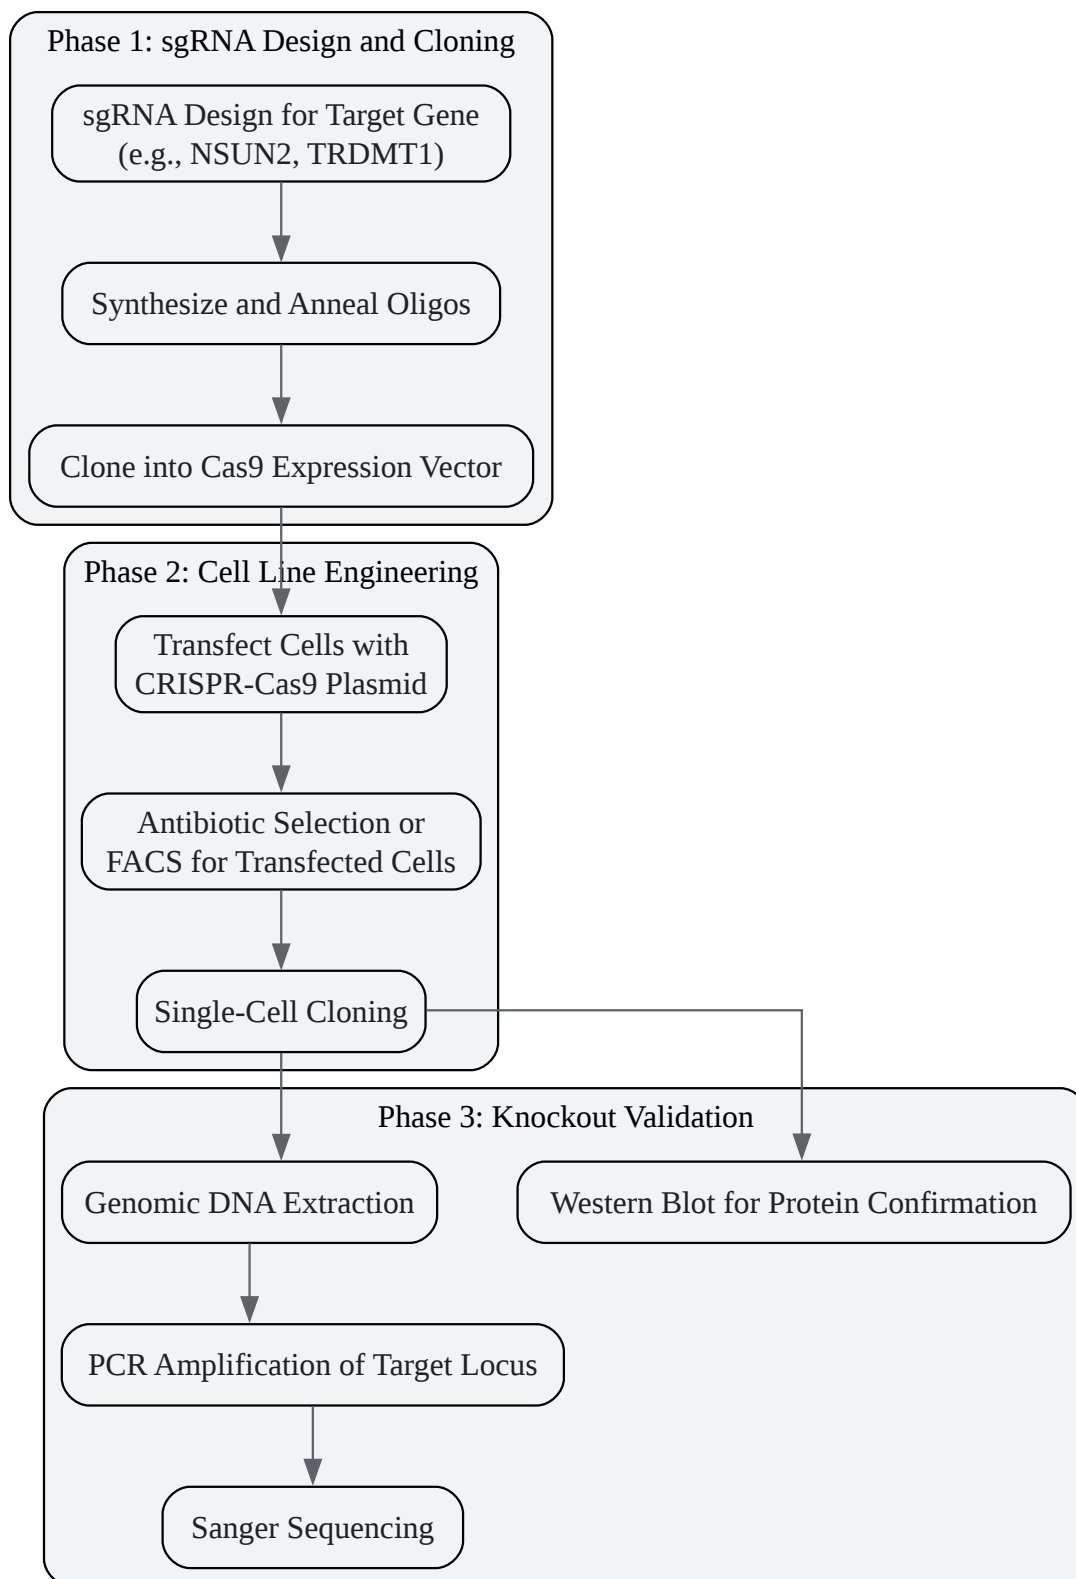 Phase 1: sgRNA Design and Cloning
sgRNA Design for Target Gene
(e.g., NSUN2, TRDMT1)
Synthesize and Anneal Oligos
Clone into Cas9 Expression Vector
Phase 2: Cell Line Engineering
Transfect Cells with
CRISPR-Cas9 Plasmid
Antibiotic Selection or
FACS for Transfected Cells
Single-Cell Cloning
Phase 3: Knockout Validation
Genomic DNA Extraction
Western Blot for Protein Confirmation
PCR Amplification of Target Locus
Sanger Sequencing